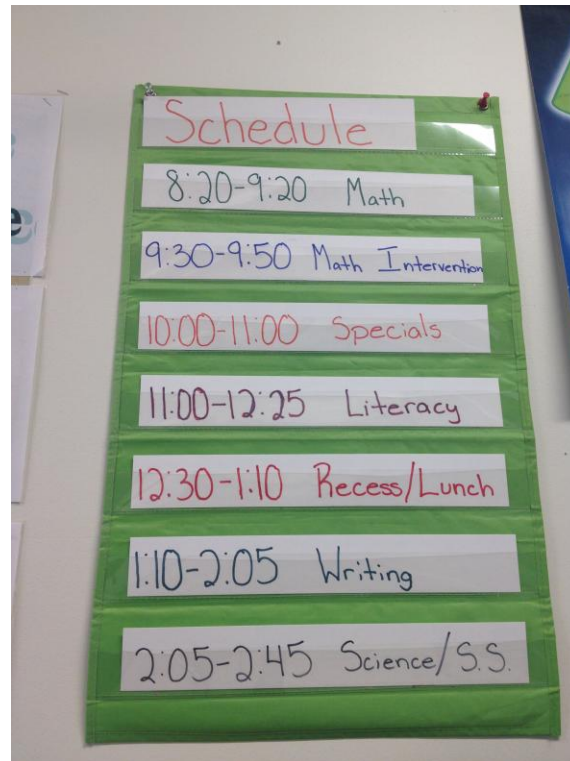 Schedule
8:20-9:20 Math
9:30-9:50 Math Intervention
10:00-11:00 Specials
11:00-12:25 Literacy
12:30-1:10 Recess/Lunch
1:10-2:05 Writing
2:05-2:45 Science/S.S.